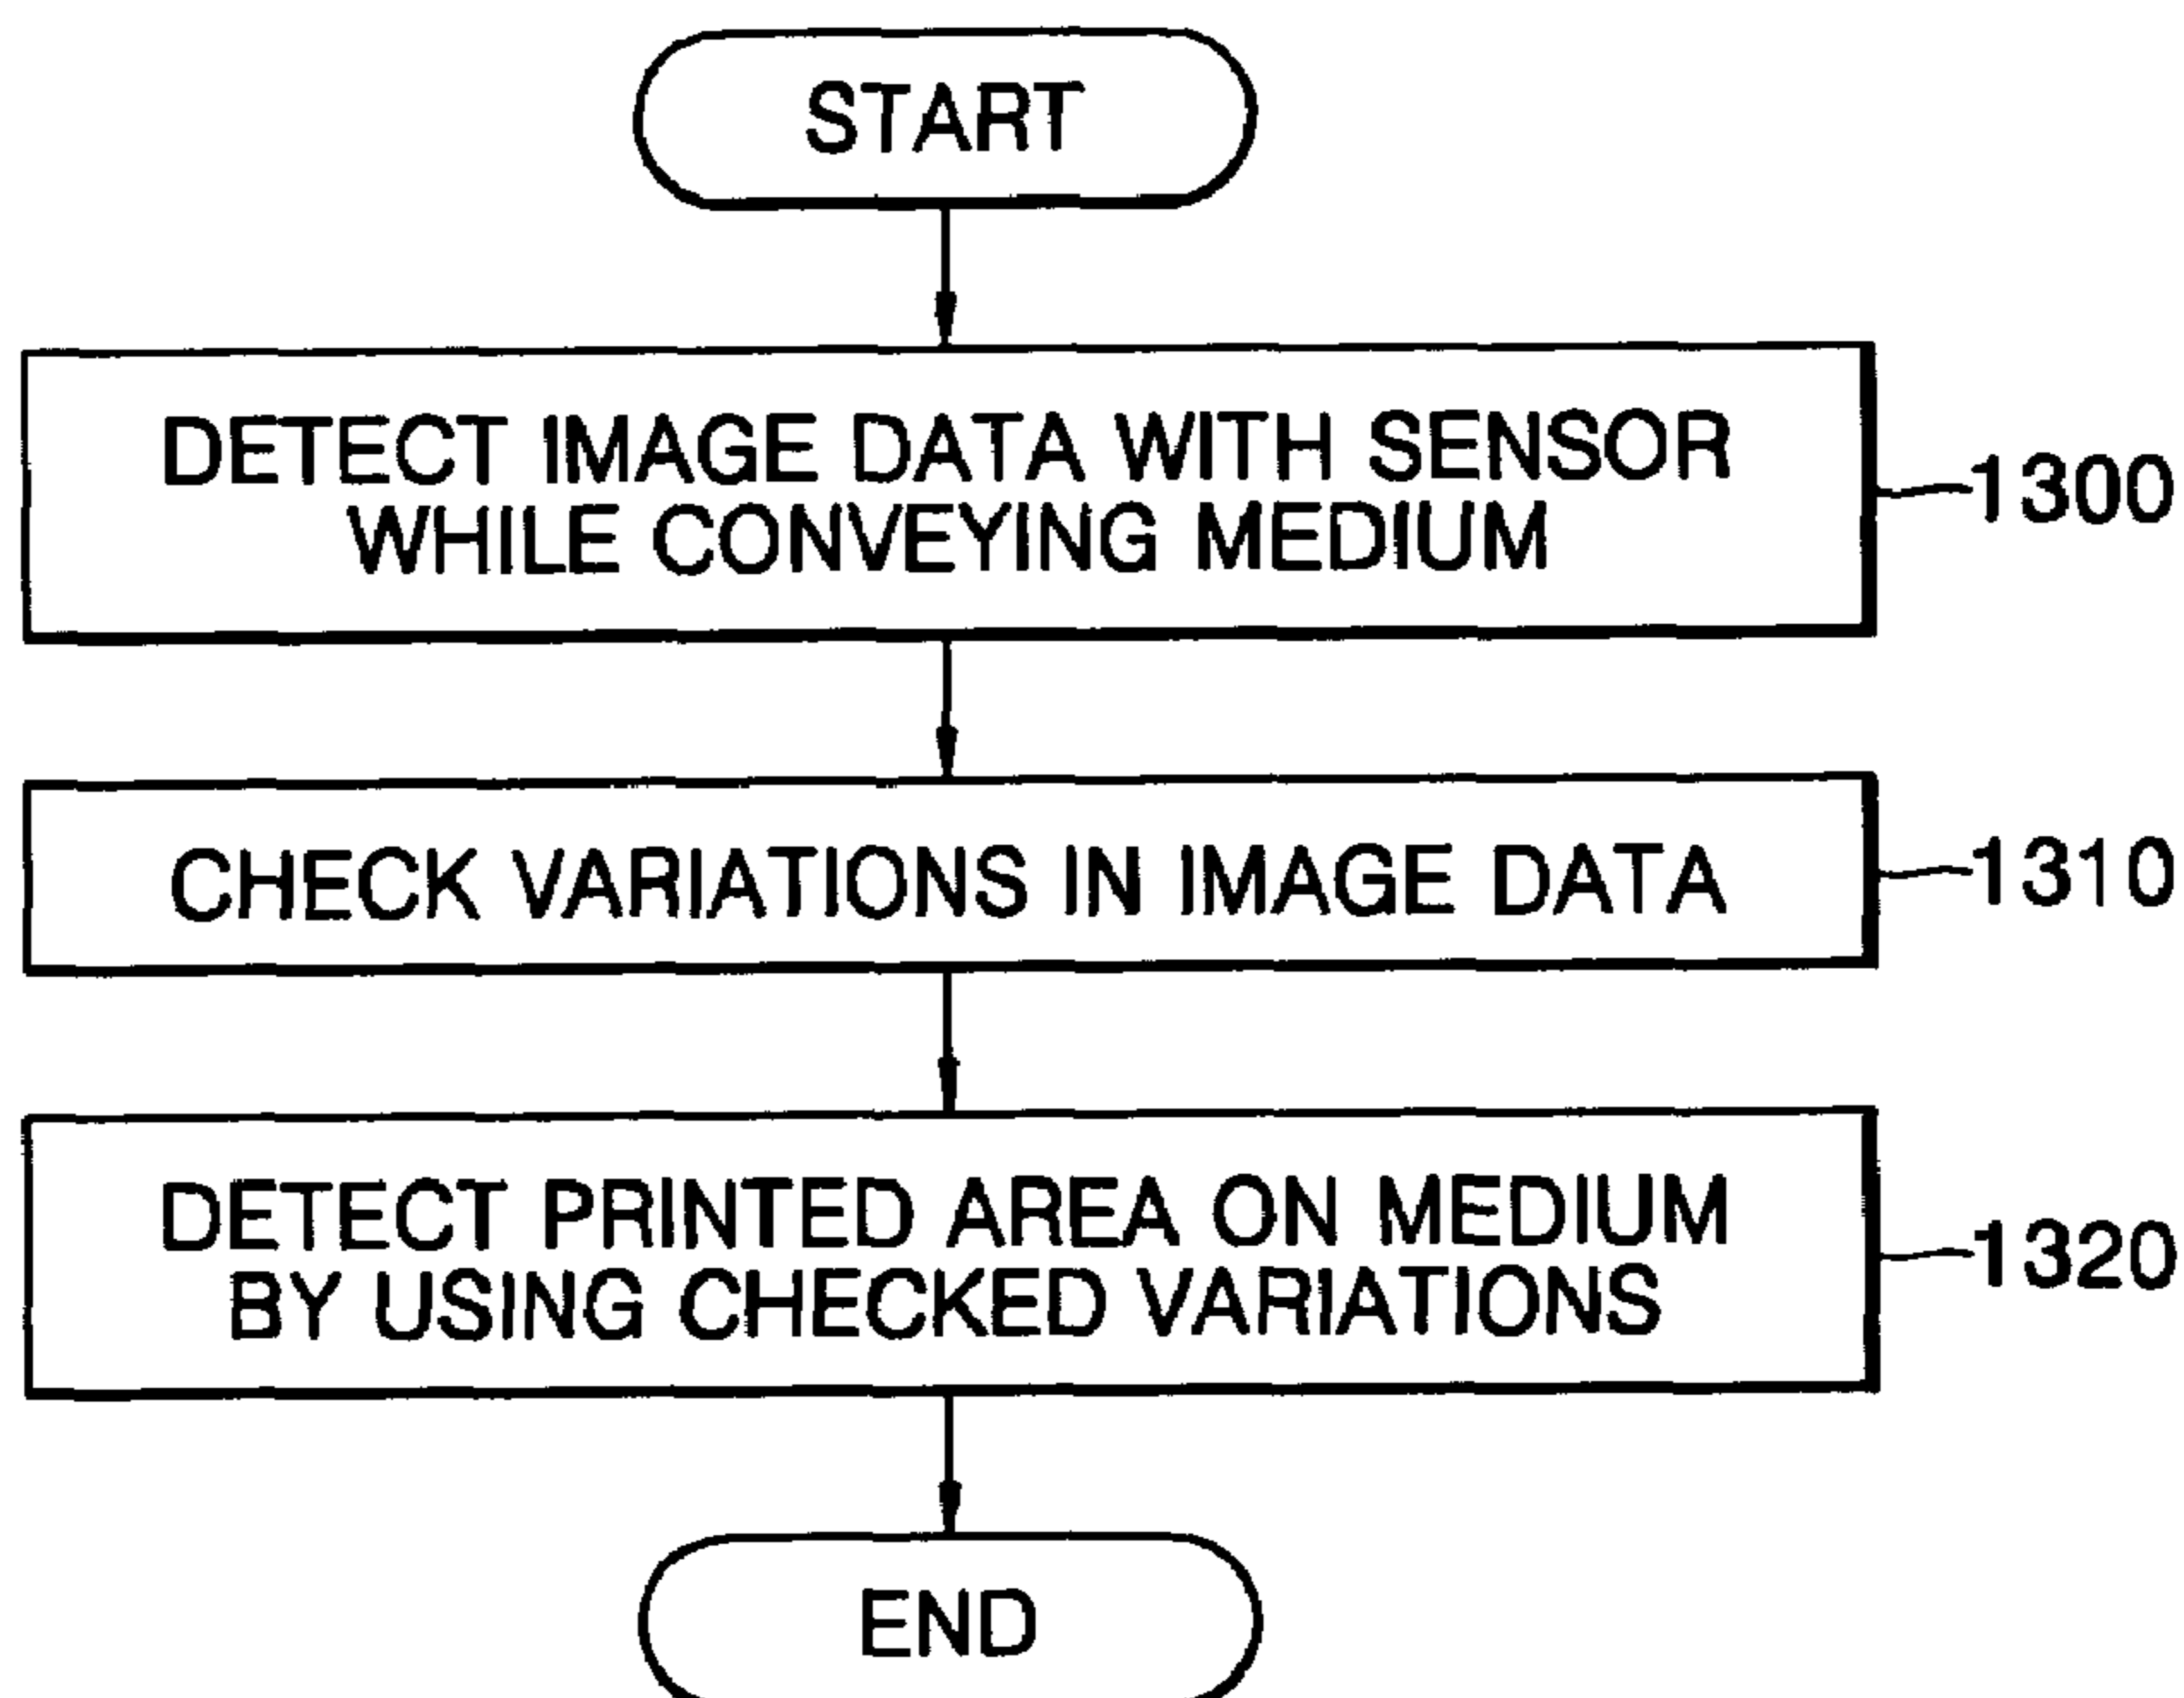 START
DETECT IMAGE DATA WITH SENSOR
WHILE CONVEYING MEDIUM
1300
CHECK VARIATIONS IN IMAGE DATA
1310
DETECT PRINTED AREA ON MEDIUM
BY USING CHECKED VARIATIONS
1320
END